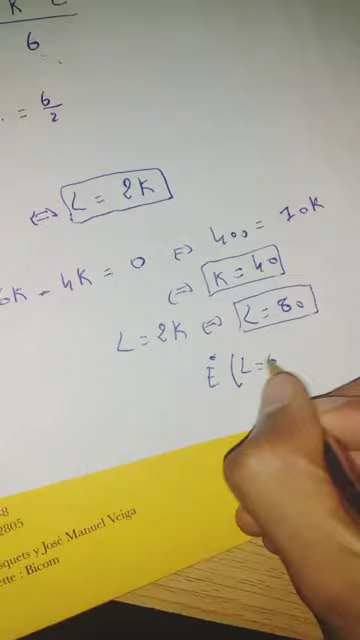 6
= 6/2
⇔ L = 2K
6K - 4K = 0 ⇔ 400 = 10K
⇔ K = 40
L = 2K ⇔ L = 80
E (L =
-8
2805
squets y José Manuel Veiga
ette : Bicom